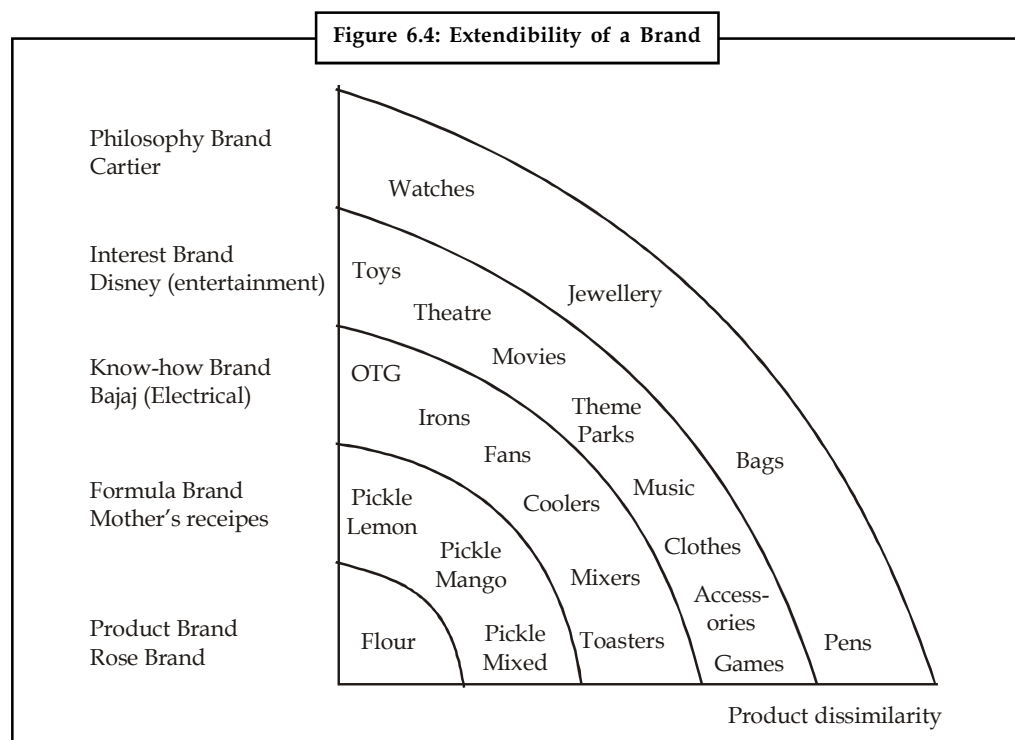 Figure 6.4: Extendibility of a Brand
Philosophy Brand
Cartier
Watches
Interest Brand
Disney (entertainment)
Toys
Theatre
Movies
Jewellery
Know-how Brand
Bajaj (Electrical)
OTG
Irons
Fans
Theme
Parks
Bags
Formula Brand
Mother's receipes
Pickle
Lemon
Pickle
Mango
Coolers
Music
Clothes
Mixers
Product Brand
Rose Brand
Flour
Pickle
Mixed
Toasters
Access-
ories
Games
Pens
Product dissimilarity